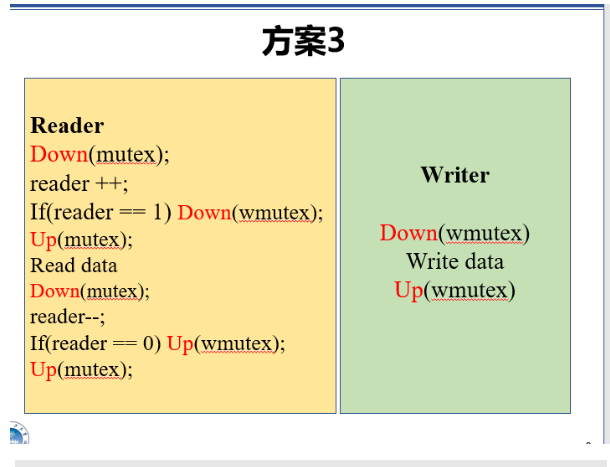 方案3
Reader
Down(mutex);
reader ++;
If(reader == 1) Down(wmutex);
Up(mutex);
Read data
Down(mutex);
reader--;
If(reader == 0) Up(wmutex);
Up(mutex);
Writer
Down(wmutex)
Write data
Up(wmutex)